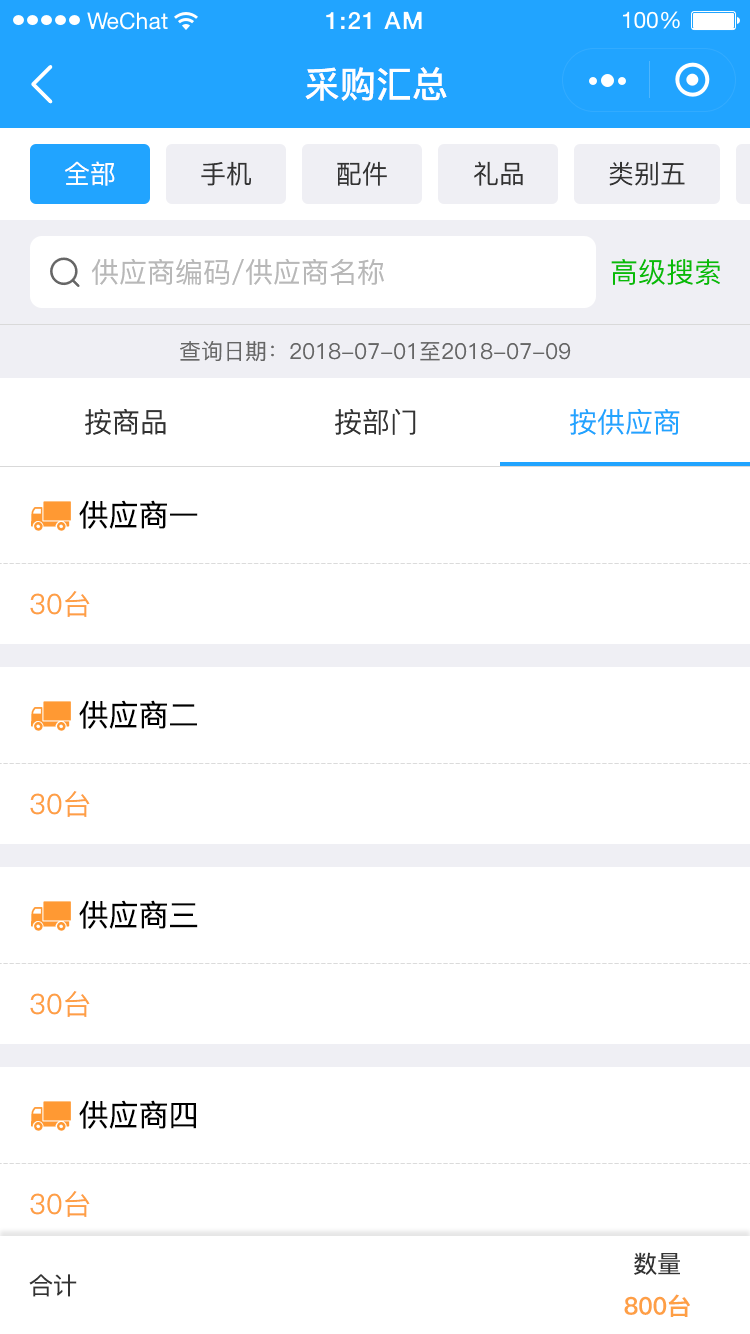 WeChat 1:21 AM 100%
采购汇总
全部 手机 配件 礼品 类别五
供应商编码/供应商名称 高级搜索
查询日期：2018-07-01至2018-07-09
按商品 按部门 按供应商
供应商一
30台
供应商二
30台
供应商三
30台
供应商四
30台
数量
合计
800台